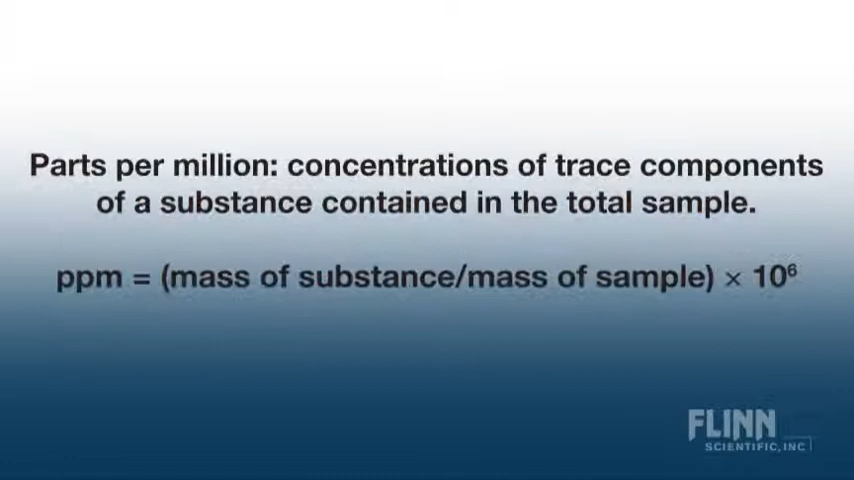 Parts per million: concentrations of trace components
of a substance contained in the total sample.
ppm = (mass of substance/mass of sample) × 10⁶
FLINN
SCIENTIFIC, INC